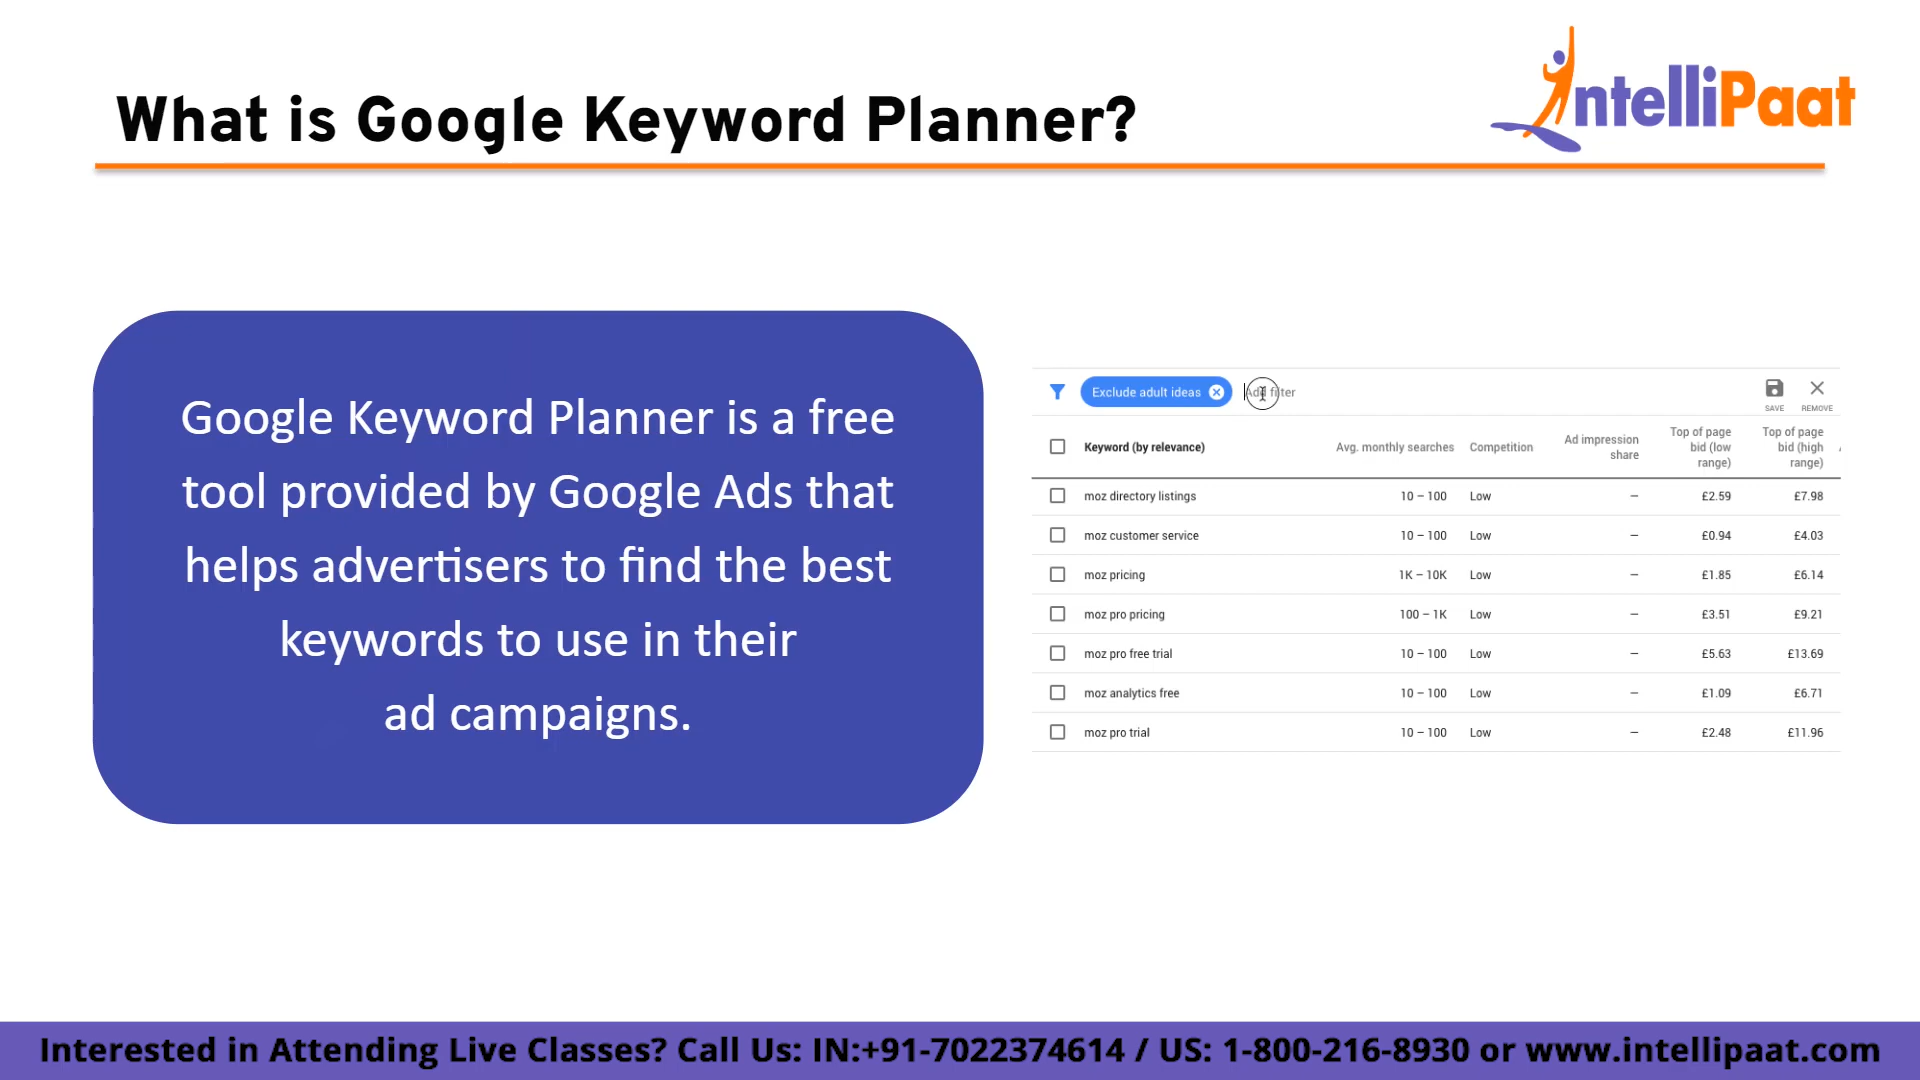 What is Google Keyword Planner?
IntelliPaat
Google Keyword Planner is a free
tool provided by Google Ads that
helps advertisers to find the best
keywords to use in their
ad campaigns.
Exclude adult ideas Add filter SAVE REMOVE
Keyword (by relevance) Avg. monthly searches Competition Ad impression share Top of page bid (low range) Top of page bid (high range)
moz directory listings 10 – 100 Low – £2.59 £7.98
moz customer service 10 – 100 Low – £0.94 £4.03
moz pricing 1K – 10K Low – £1.85 £6.14
moz pro pricing 100 – 1K Low – £3.51 £9.21
moz pro free trial 10 – 100 Low – £5.63 £13.69
moz analytics free 10 – 100 Low – £1.09 £6.71
moz pro trial 10 – 100 Low – £2.48 £11.96
Interested in Attending Live Classes? Call Us: IN:+91-7022374614 / US: 1-800-216-8930 or www.intellipaat.com